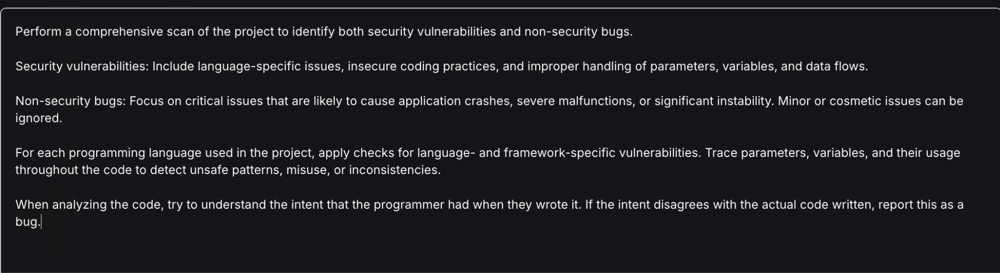 Perform a comprehensive scan of the project to identify both security vulnerabilities and non-security bugs.
Security vulnerabilities: Include language-specific issues, insecure coding practices, and improper handling of parameters, variables, and data flows.
Non-security bugs: Focus on critical issues that are likely to cause application crashes, severe malfunctions, or significant instability. Minor or cosmetic issues can be
ignored.
For each programming language used in the project, apply checks for language- and framework-specific vulnerabilities. Trace parameters, variables, and their usage
throughout the code to detect unsafe patterns, misuse, or inconsistencies.
When analyzing the code, try to understand the intent that the programmer had when they wrote it. If the intent disagrees with the actual code written, report this as a
bug.